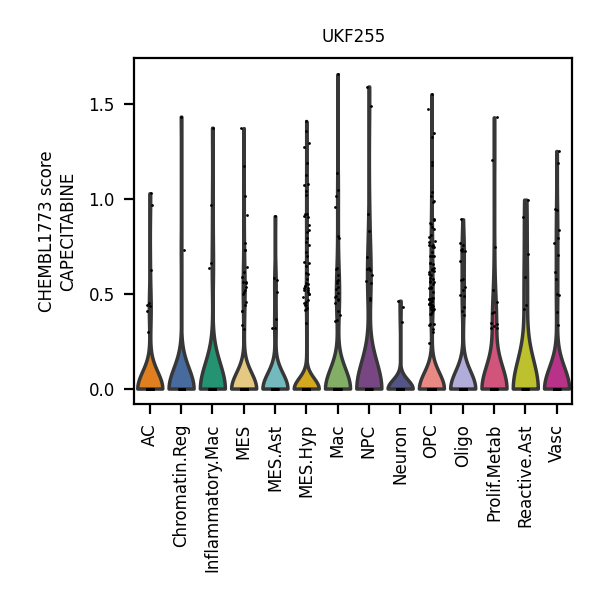 UKF255
CHEMBL1773 score
CAPECITABINE
1.5
1.0
0.5
0.0
AC
Chromatin.Reg
Inflammatory.Mac
MES
MES.Ast
MES.Hyp
Mac
NPC
Neuron
OPC
Oligo
Prolif.Metab
Reactive.Ast
Vasc